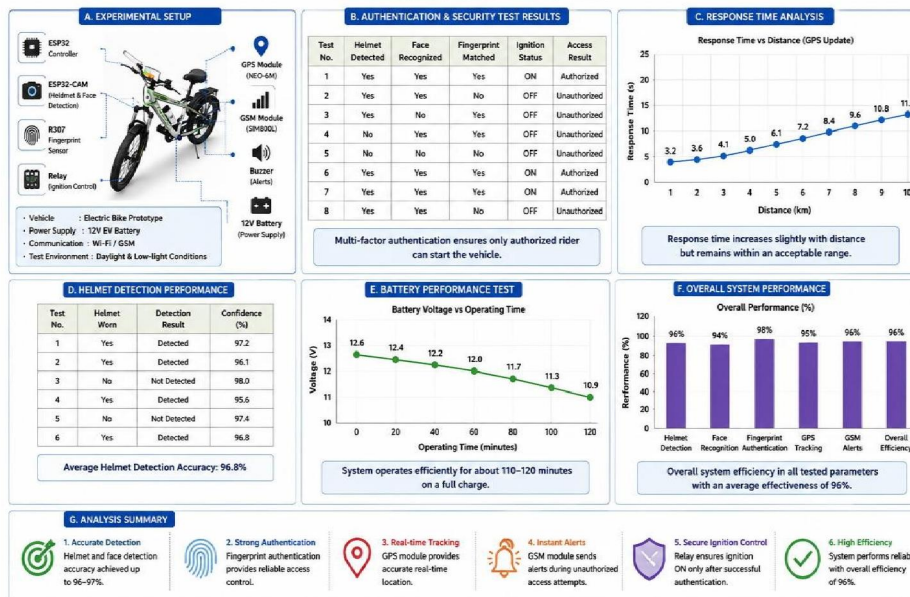 A. EXPERIMENTAL SETUP
ESP32
Controller
ESP32-CAM
(Heldmet & Face
Detection)
R307
Fingerprint
Sensor
Relay
(Ignition Control)
GPS Module
(NEO-6M)
GSM Module
(SIM800L)
Buzzer
(Alerts)
12V Battery
(Power Supply)
· Vehicle : Electric Bike Prototype
· Power Supply : 12V EV Battery
· Communication : Wi-Fi / GSM
· Test Environment : Daylight & Low-light Conditions
B. AUTHENTICATION & SECURITY TEST RESULTS
Test No. Helmet Detected Face Recognized Fingerprint Matched Ignition Status Access Result
1 Yes Yes Yes ON Authorized
2 Yes Yes No OFF Unauthorized
3 Yes No Yes OFF Unauthorized
4 No Yes Yes OFF Unauthorized
5 No No No OFF Unauthorized
6 Yes Yes Yes ON Authorized
7 Yes Yes Yes ON Authorized
8 Yes Yes No OFF Unauthorized
Multi-factor authentication ensures only authorized rider
can start the vehicle.
C. RESPONSE TIME ANALYSIS
Response Time vs Distance (GPS Update)
Response Time (s)
25
20
15
10
5
0
3.2 3.6 4.1 5.0 6.1 7.2 8.4 9.6 10.8 11.
1 2 3 4 5 6 7 8 9 10
Distance (km)
Response time increases slightly with distance
but remains within an acceptable range.
D. HELMET DETECTION PERFORMANCE
Test No. Helmet Worn Detection Result Confidence (%)
1 Yes Detected 97.2
2 Yes Detected 96.1
3 No Not Detected 98.0
4 Yes Detected 95.6
5 No Not Detected 97.4
6 Yes Detected 96.8
Average Helmet Detection Accuracy: 96.8%
E. BATTERY PERFORMANCE TEST
Battery Voltage vs Operating Time
Voltage (V)
14
13
12
11
10
12.6 12.4 12.2 12.0 11.7 11.3 10.9
0 20 40 60 80 100 120
Operating Time (minutes)
System operates efficiently for about 110–120 minutes
on a full charge.
F. OVERALL SYSTEM PERFORMANCE
Overall Performance (%)
Rerformance (%)
120
100
80
60
40
20
0
96% 94% 98% 95% 96% 96%
Helmet Detection Face Recognition Fingerprint Authentication GPS Tracking GSM Alerts Overall Efficiency
Overall system efficiency in all tested parameters
with an average effectiveness of 96%.
G. ANALYSIS SUMMARY
1. Accurate Detection
Helmet and face detection
accuracy achieved up
to 96–97%.
2. Strong Authentication
Fingerprint authentication
provides reliable access
control.
3. Real-time Tracking
GPS module provides
accurate real-time
location.
4. Instant Alerts
GSM module sends
alerts during unauthorized
access attempts.
5. Secure Ignition Control
Relay ensures ignition
ON only after successful
authentication.
6. High Efficiency
System performs reliab
with overall efficiency
of 96%.